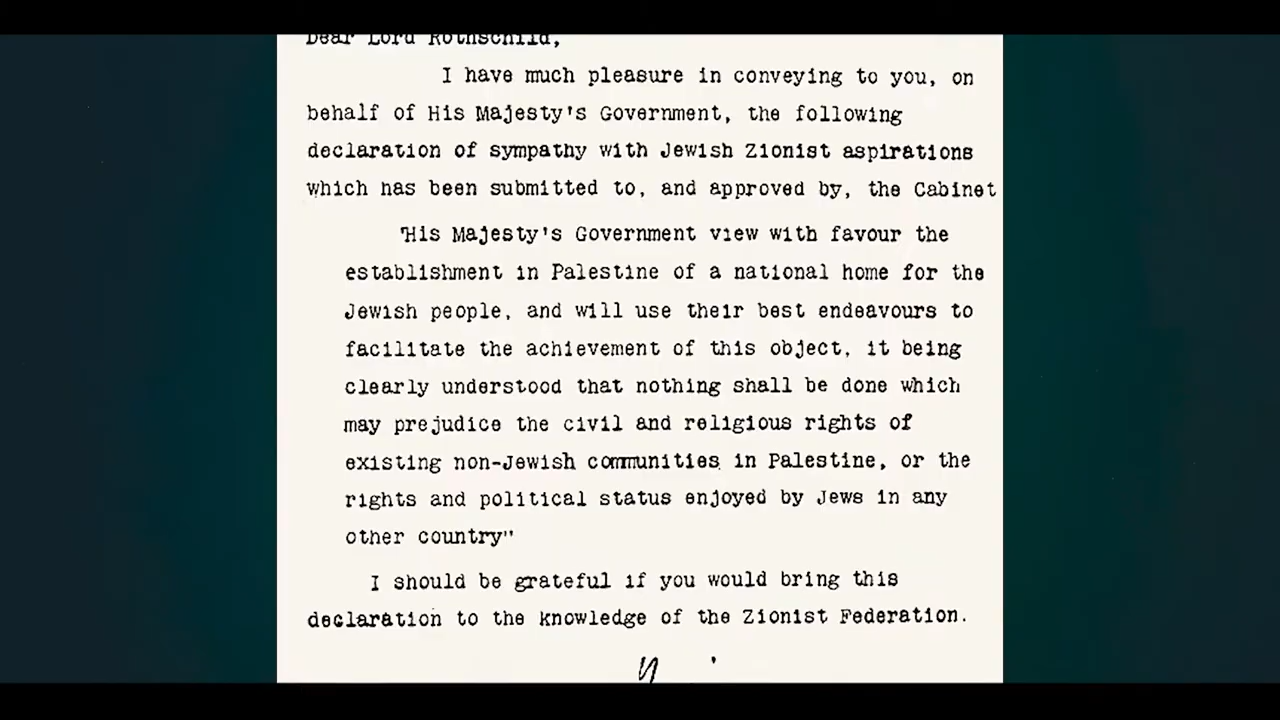 Dear Lord Rothschild,
I have much pleasure in conveying to you, on
behalf of His Majesty's Government, the following
declaration of sympathy with Jewish Zionist aspirations
which has been submitted to, and approved by, the Cabinet
"His Majesty's Government view with favour the
establishment in Palestine of a national home for the
Jewish people, and will use their best endeavours to
facilitate the achievement of this object, it being
clearly understood that nothing shall be done which
may prejudice the civil and religious rights of
existing non-Jewish communities in Palestine, or the
rights and political status enjoyed by Jews in any
other country"
I should be grateful if you would bring this
declaration to the knowledge of the Zionist Federation.